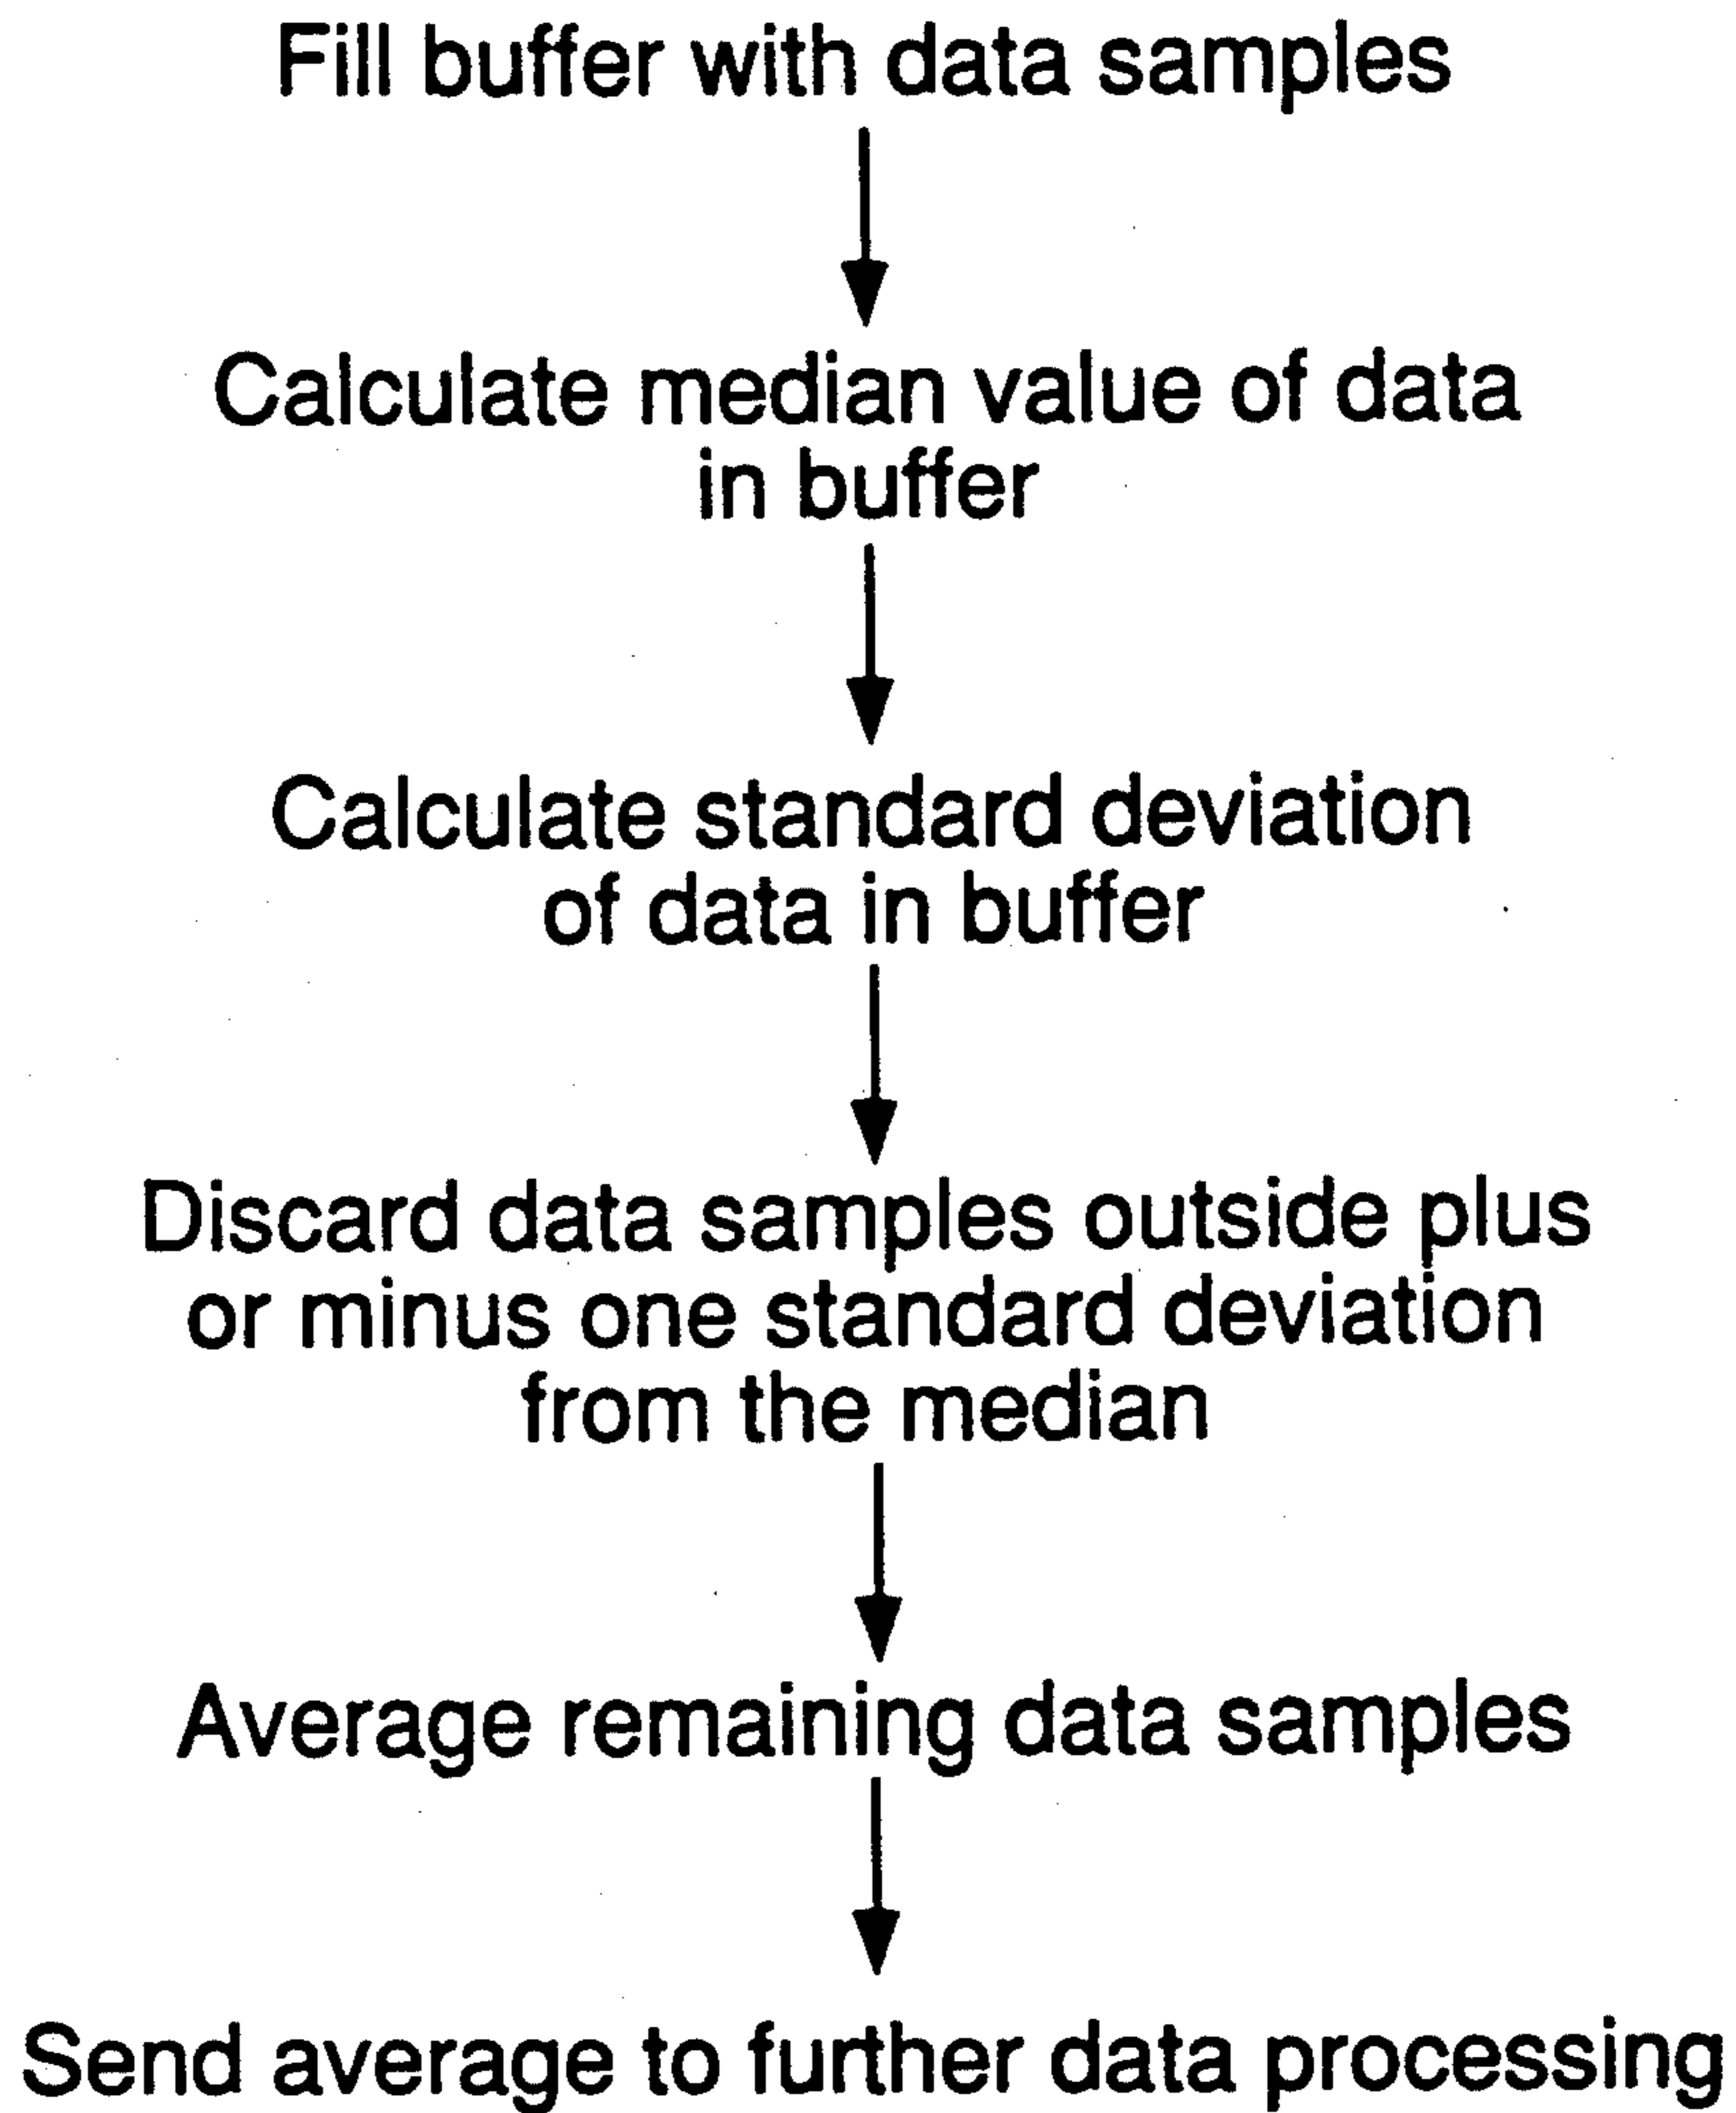 Fill buffer with data samples
Calculate median value of data
in buffer
Calculate standard deviation
of data in buffer
Discard data samples outside plus
or minus one standard deviation
from the median
Average remaining data samples
Send average to further data processing